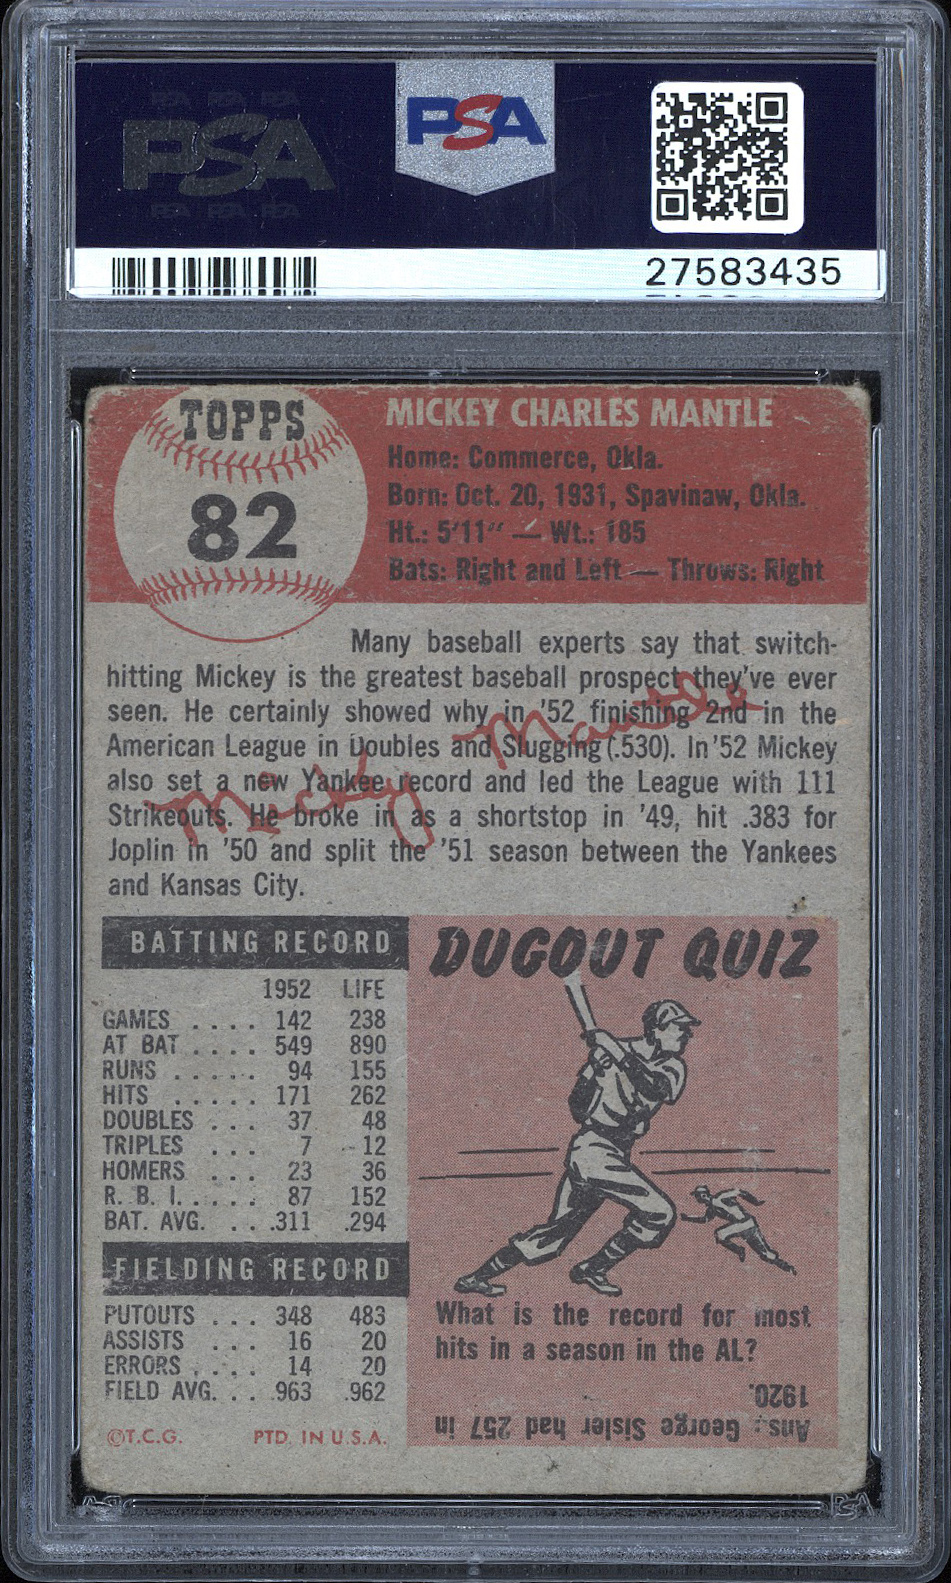 PSA PSA PSA
PSA
PSA PSA PSA
PSA
27583435
TOPPS
82
MICKEY CHARLES MANTLE
Home: Commerce, Okla.
Born: Oct. 20, 1931, Spavinaw, Okla.
Ht.: 5'11" — Wt.: 185
Bats: Right and Left — Throws: Right
Many baseball experts say that switch-
hitting Mickey is the greatest baseball prospect they've ever
seen. He certainly showed why in '52 finishing 2nd in the
American League in Doubles and Slugging (.530). In '52 Mickey
also set a new Yankee record and led the League with 111
Strikeouts. He broke in as a shortstop in '49, hit .383 for
Joplin in '50 and split the '51 season between the Yankees
and Kansas City.
Micky Mantle
BATTING RECORD
1952 LIFE
GAMES . . . . 142 238
AT BAT . . . . 549 890
RUNS . . . . . 94 155
HITS . . . . . 171 262
DOUBLES . . . 37 48
TRIPLES . . . 7 12
HOMERS . . . 23 36
R. B. I. . . . . 87 152
BAT. AVG. . . .311 .294
FIELDING RECORD
PUTOUTS . . . 348 483
ASSISTS . . . 16 20
ERRORS . . . . 14 20
FIELD AVG. . . .963 .962
©T.C.G. PTD. IN U.S.A.
DUGOUT QUIZ
What is the record for most
hits in a season in the AL?
Ans.: George Sisler had 257 in
1920.
PSA